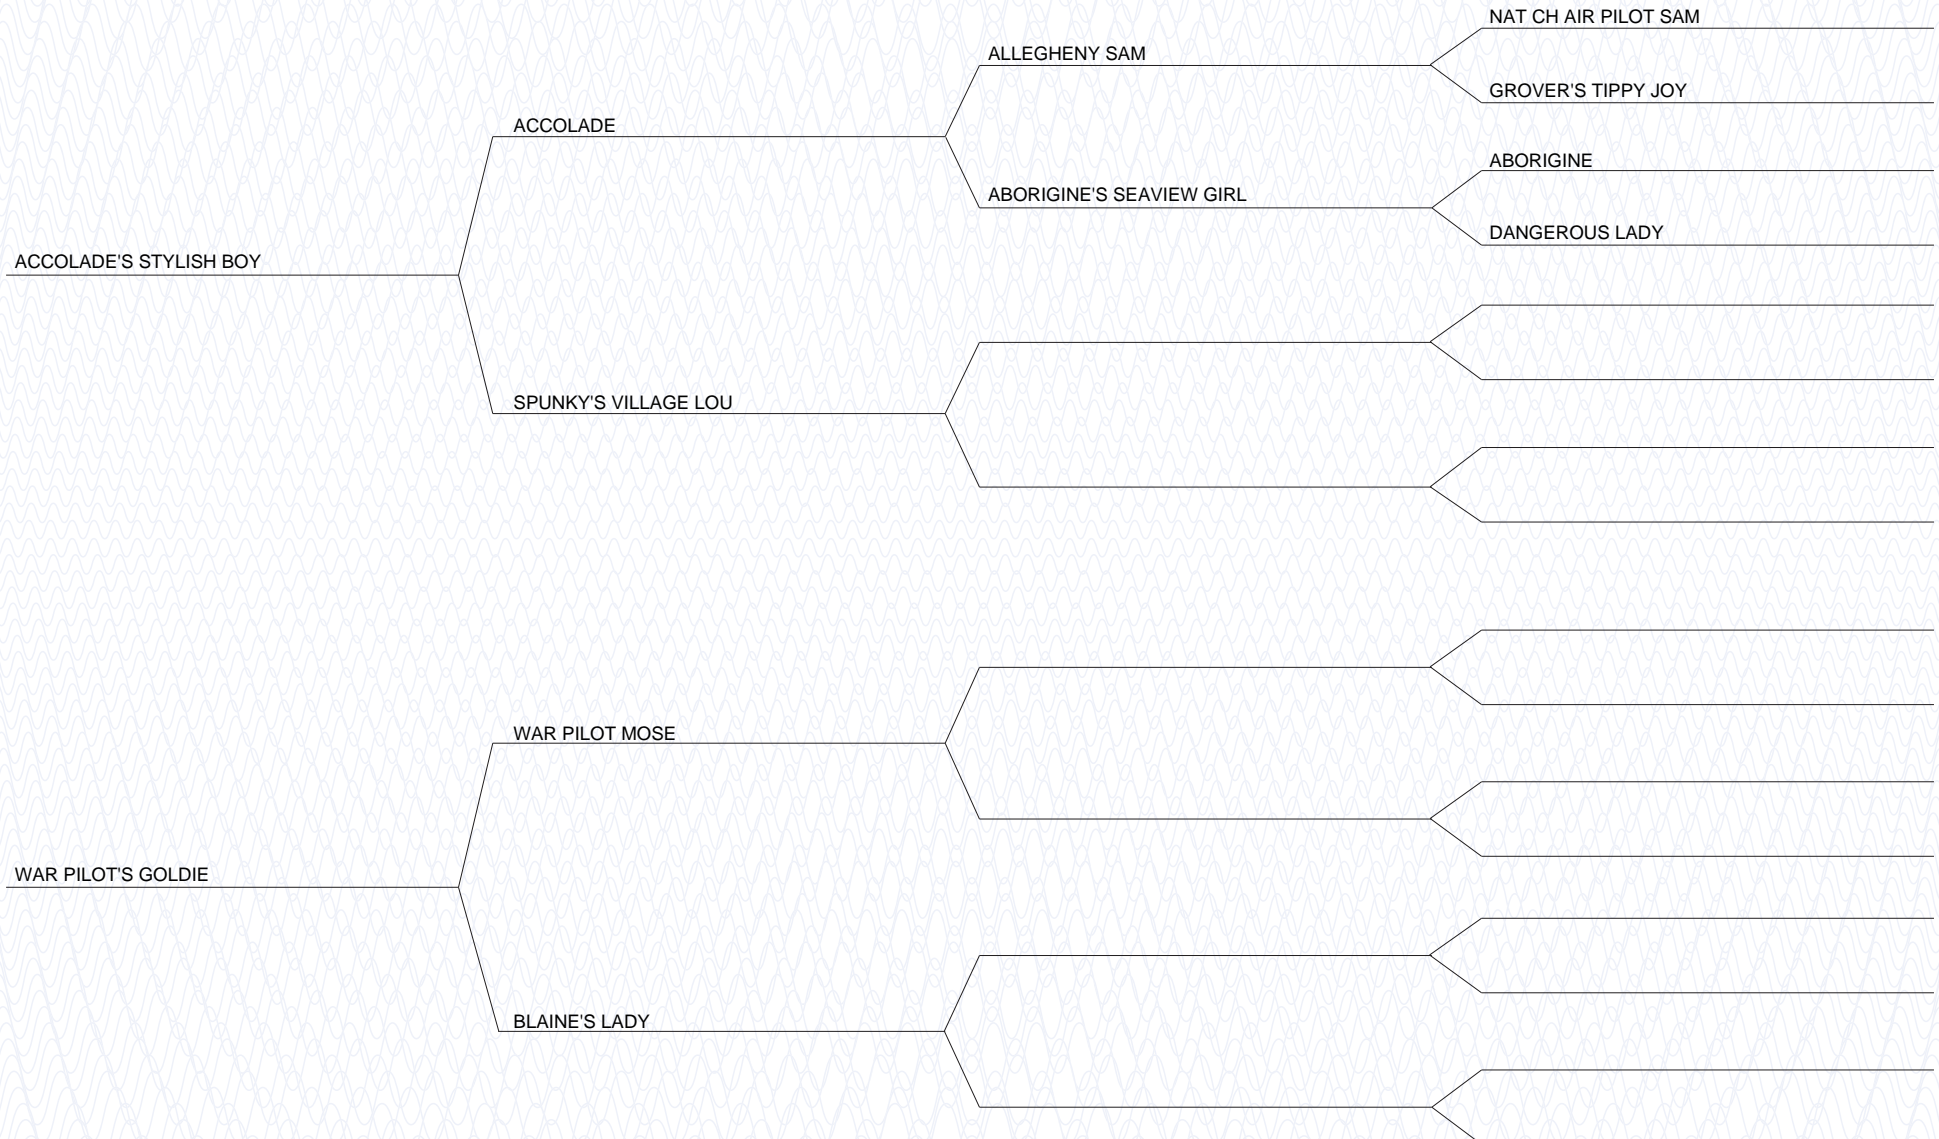 NAT CH AIR PILOT SAM
ALLEGHENY SAM
GROVER'S TIPPY JOY
ACCOLADE
ABORIGINE
ABORIGINE'S SEAVIEW GIRL
DANGEROUS LADY
ACCOLADE'S STYLISH BOY
SPUNKY'S VILLAGE LOU
WAR PILOT MOSE
WAR PILOT'S GOLDIE
BLAINE'S LADY